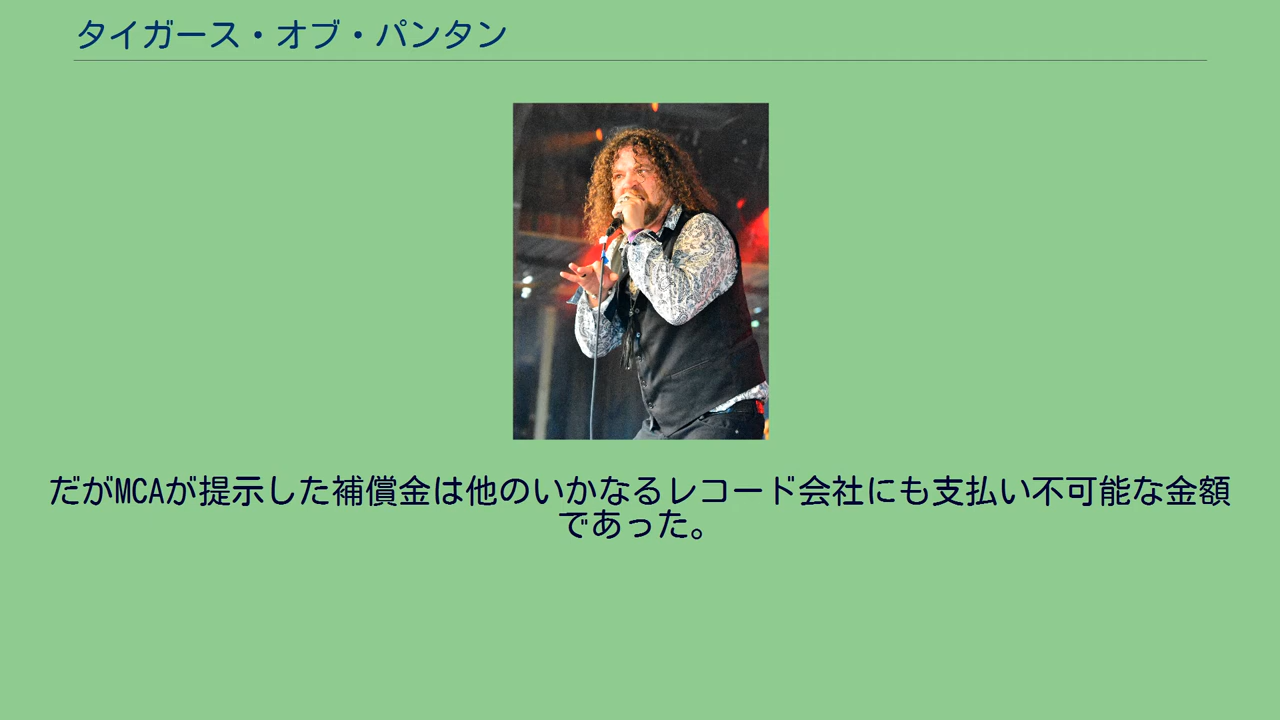 タイガース・オブ・パンタン
だがMCAが提示した補償金は他のいかなるレコード会社にも支払い不可能な金額
であった。